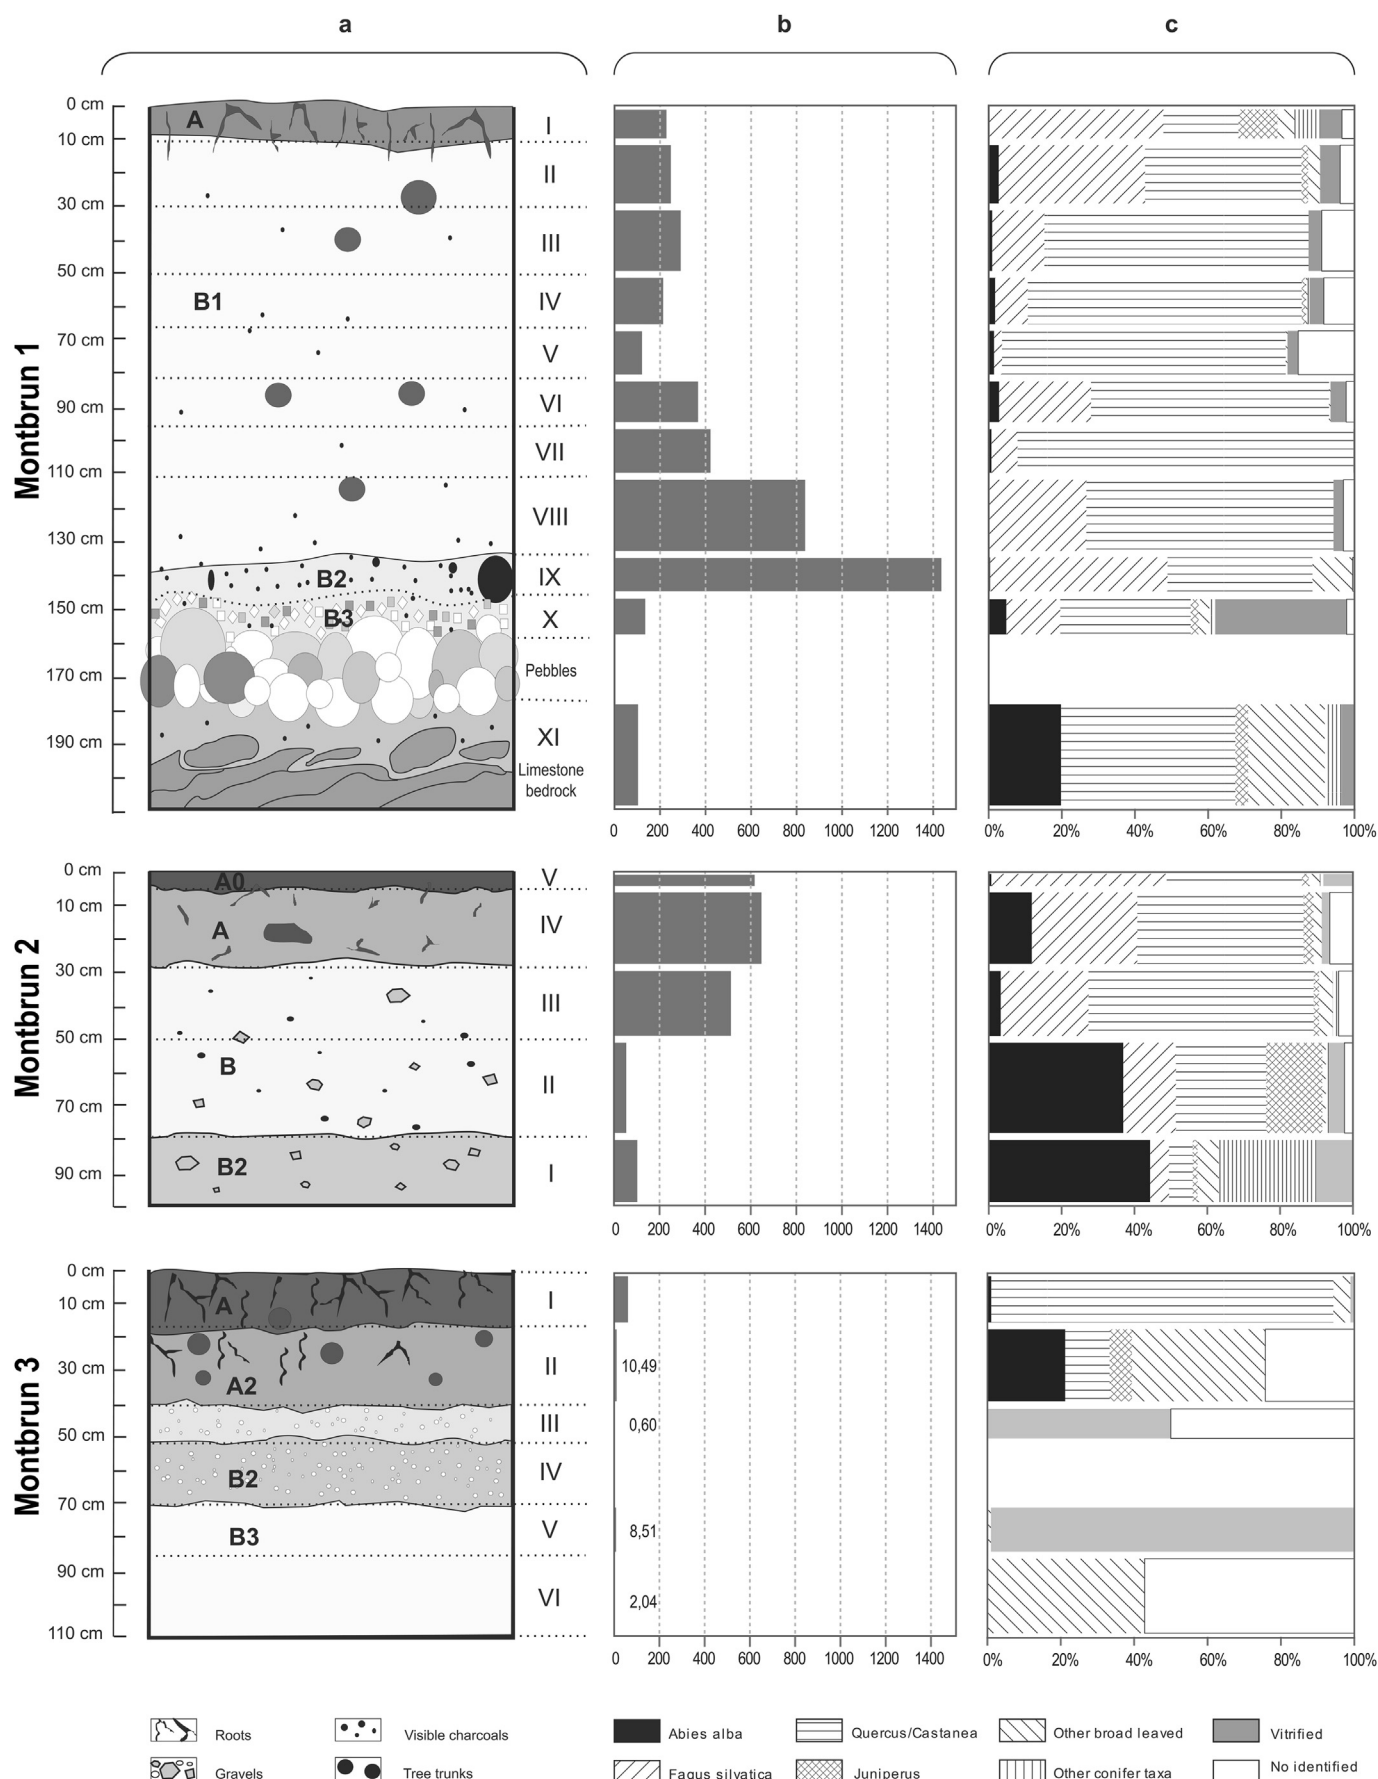 a b c
Montbrun 1
0 cm
10 cm
30 cm
50 cm
70 cm
90 cm
110 cm
130 cm
150 cm
170 cm
190 cm
A
B1
B2
B3
I
II
III
IV
V
VI
VII
VIII
IX
X
Pebbles
XI
Limestone
bedrock
0 200 400 600 800 1000 1200 1400
0% 20% 40% 60% 80% 100%
Montbrun 2
0 cm
10 cm
30 cm
50 cm
70 cm
90 cm
A0
A
B
B2
V
IV
III
II
I
0 200 400 600 800 1000 1200 1400
0% 20% 40% 60% 80% 100%
Montbrun 3
0 cm
10 cm
30 cm
50 cm
70 cm
90 cm
110 cm
A
A2
B2
B3
I
II
III
IV
V
VI
10,49
0,60
8,51
2,04
0 200 400 600 800 1000 1200 1400
0% 20% 40% 60% 80% 100%
Roots Visible charcoals Abies alba Quercus/Castanea Other broad leaved Vitrified
Gravels Tree trunks Fagus silvatica Juniperus Other conifer taxa No identified